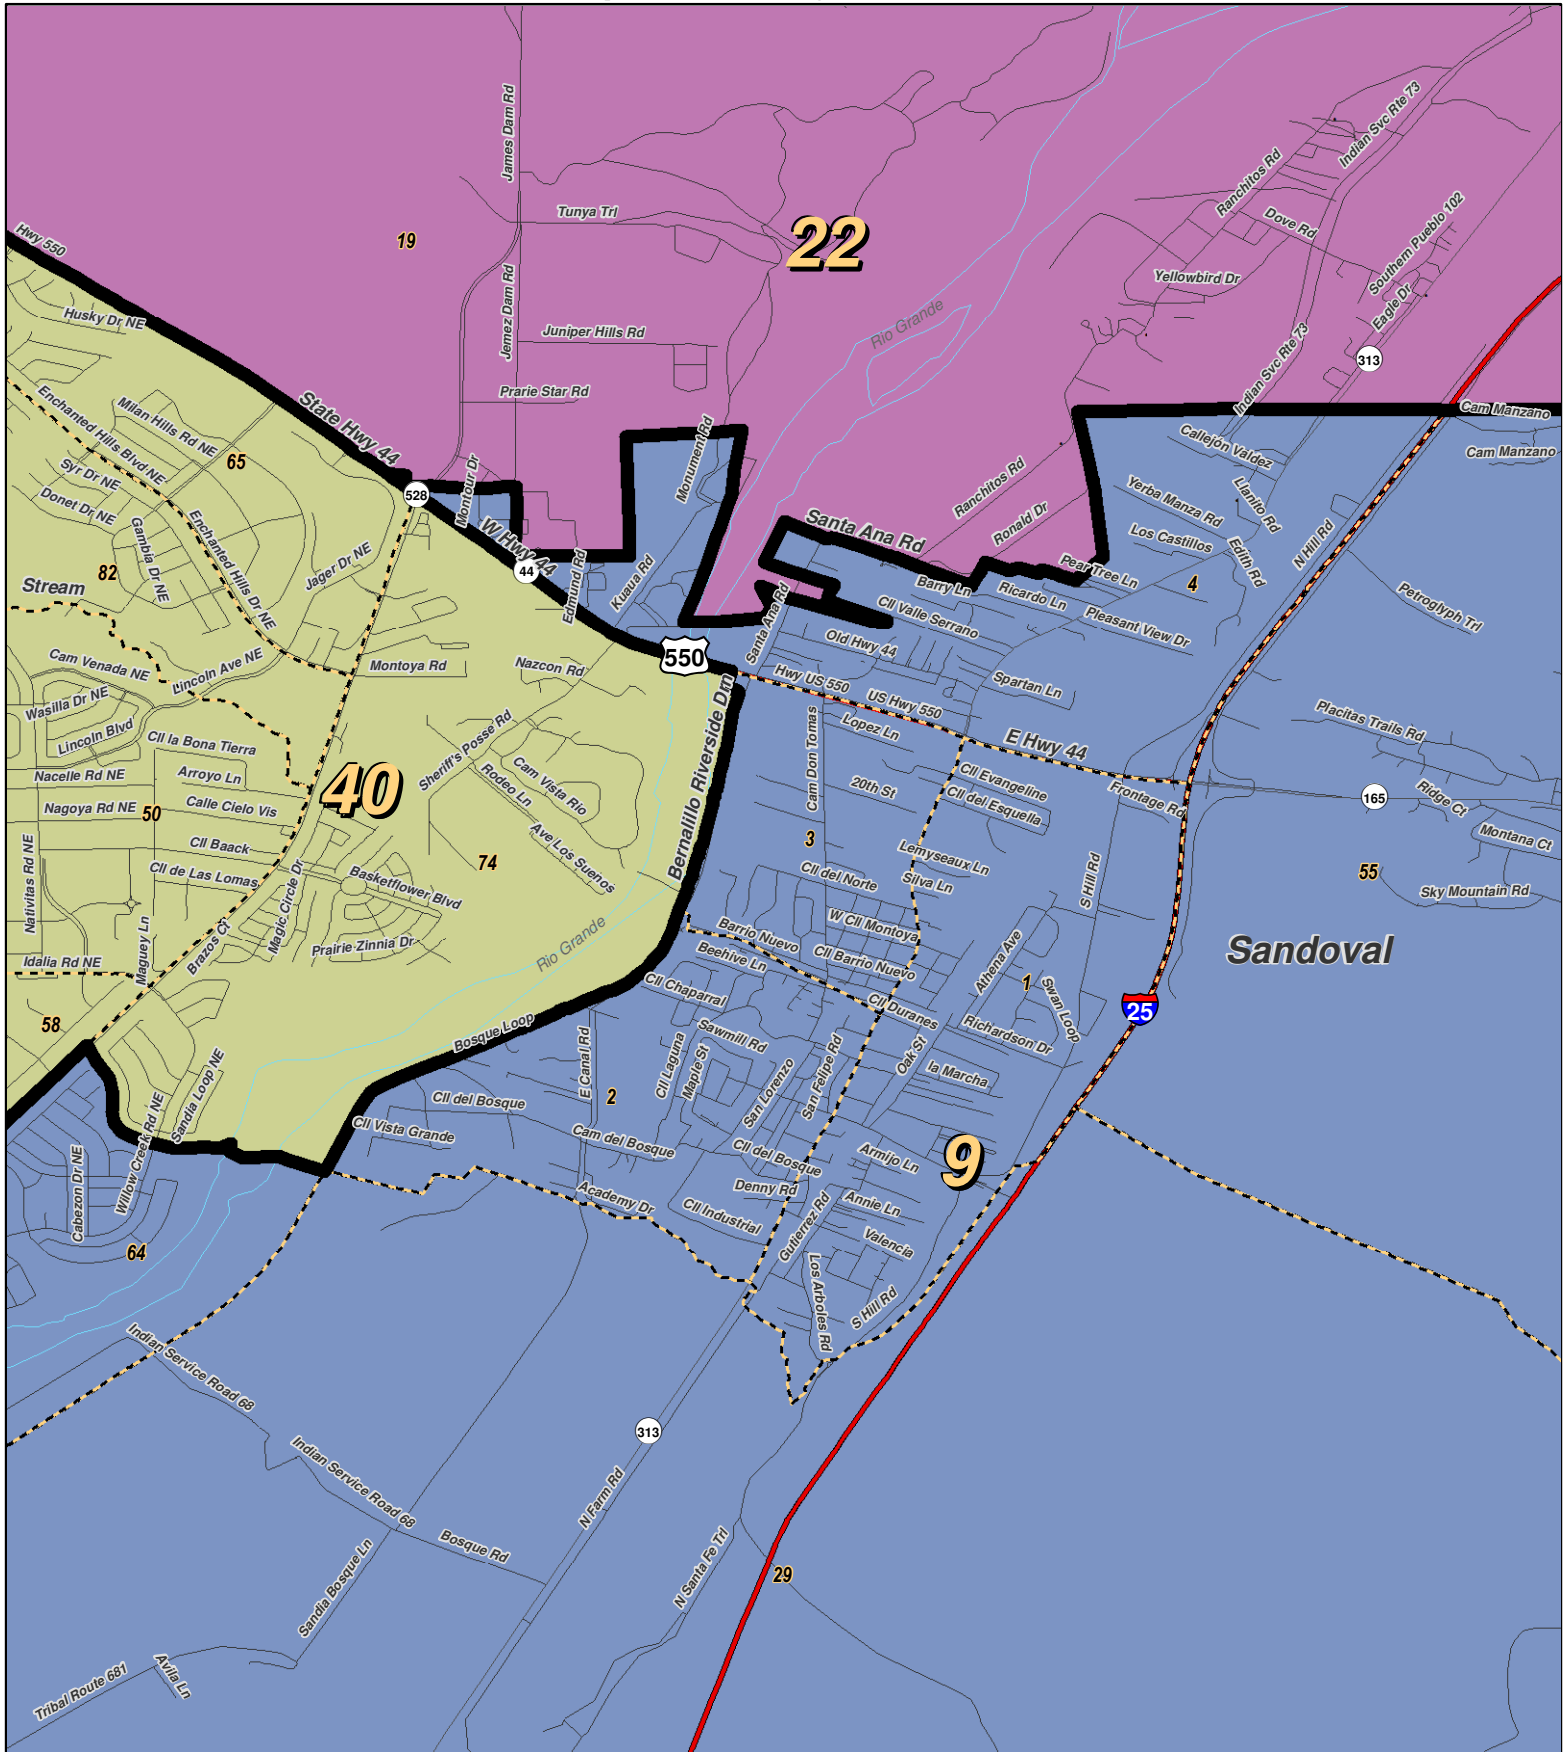 James Dam Rd
Indian Svc Rte 73
Ranchitos Rd
Tunya Trl
Dove Rd
Southern Pueblo 102
Hwy 550
19
22
Yellowbird Dr
Eagle Dr
Jemez Dam Rd
Husky Dr NE
Juniper Hills Rd
Rio Grande
Indian Svc Rte 73
313
Prarie Star Rd
Cam Manzano
Enchanted Hills Blvd NE
Milan Hills Rd NE
State Hwy 44
Callejón Valdez
Cam Manzano
65
Monument Rd
Syr Dr NE
Montour Dr
Ranchitos Rd
Llanito Rd
528
Yerba Manza Rd
Donet Dr NE
Gambia Dr NE
Enchanted Hills Dr NE
W Hwy 44
Santa Ana Rd
Ronald Dr
Los Castillos
N Hill Rd
Edith Rd
44
Jager Dr NE
82
Stream
Edmund Rd
Kuaua Rd
Pear Tree Ln
4
Barry Ln
Ricardo Ln
Petroglyph Trl
Cll Valle Serrano
Pleasant View Dr
Santa Ana Rd
Old Hwy 44
550
Cam Venada NE
Lincoln Ave NE
Montoya Rd
Nazcon Rd
Hwy US 550
US Hwy 550
Spartan Ln
Wasilla Dr NE
Lincoln Blvd
Cll la Bona Tierra
Sheriff's Posse Rd
Bernalillo Riverside Drn
Lopez Ln
Cam Don Tomas
E Hwy 44
Placitas Trails Rd
Nacelle Rd NE
Arroyo Ln
Rodeo Ln
Cam Vista Rio
20th St
Cll Evangeline
Cll del Esquella
Frontage Rd
165
Ridge Ct
Nagoya Rd NE
50
Calle Cielo Vis
40
Montana Ct
Cll Baack
Ave Los Suenos
3
Lemyseaux Ln
Nativitas Rd NE
Cll de Las Lomas
74
Basketflower Blvd
Cll del Norte
Silva Ln
S Hill Rd
55
Sky Mountain Rd
Magic Circle Dr
Maguey Ln
Brazos Ct
Prairie Zinnia Dr
Rio Grande
Barrio Nuevo
W Cll Montoya
Sandoval
Idalia Rd NE
Beehive Ln
Cll Barrio Nuevo
Athena Ave
1
Swan Loop
Cll Chaparral
Cll Duranes
25
58
Bosque Loop
Sawmill Rd
Richardson Dr
Sandia Loop NE
E Canal Rd
Cll Laguna
Maple St
San Lorenzo
San Felipe Rd
Oak St
la Marcha
2
Cll del Bosque
Willow Creek Rd NE
Cll Vista Grande
Cam del Bosque
Cll del Bosque
Armijo Ln
9
Cabezon Dr NE
Academy Dr
Denny Rd
Annie Ln
Cll Industrial
Gutierrez Rd
Valencia
64
Los Arboles Rd
S Hill Rd
Indian Service Road 68
313
Indian Service Road 68
N Farm Rd
Bosque Rd
Sandia Bosque Ln
N Santa Fe Trl
29
Tribal Route 681
Avila Ln